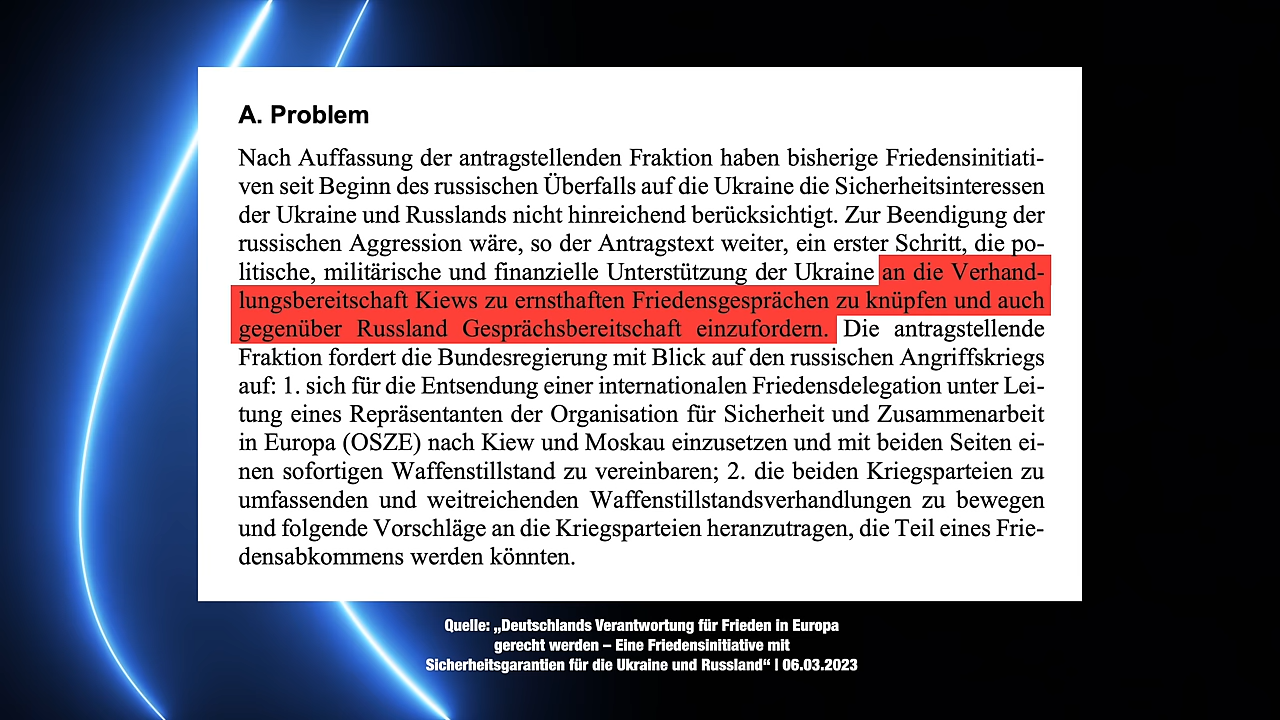 A. Problem
Nach Auffassung der antragstellenden Fraktion haben bisherige Friedensinitiati-
ven seit Beginn des russischen Überfalls auf die Ukraine die Sicherheitsinteressen
der Ukraine und Russlands nicht hinreichend berücksichtigt. Zur Beendigung der
russischen Aggression wäre, so der Antragstext weiter, ein erster Schritt, die po-
litische, militärische und finanzielle Unterstützung der Ukraine an die Verhand-
lungsbereitschaft Kiews zu ernsthaften Friedensgesprächen zu knüpfen und auch
gegenüber Russland Gesprächsbereitschaft einzufordern. Die antragstellende
Fraktion fordert die Bundesregierung mit Blick auf den russischen Angriffskriegs
auf: 1. sich für die Entsendung einer internationalen Friedensdelegation unter Lei-
tung eines Repräsentanten der Organisation für Sicherheit und Zusammenarbeit
in Europa (OSZE) nach Kiew und Moskau einzusetzen und mit beiden Seiten ei-
nen sofortigen Waffenstillstand zu vereinbaren; 2. die beiden Kriegsparteien zu
umfassenden und weitreichenden Waffenstillstandsverhandlungen zu bewegen
und folgende Vorschläge an die Kriegsparteien heranzutragen, die Teil eines Frie-
densabkommens werden könnten.
Quelle: „Deutschlands Verantwortung für Frieden in Europa
gerecht werden – Eine Friedensinitiative mit
Sicherheitsgarantien für die Ukraine und Russland“ | 06.03.2023